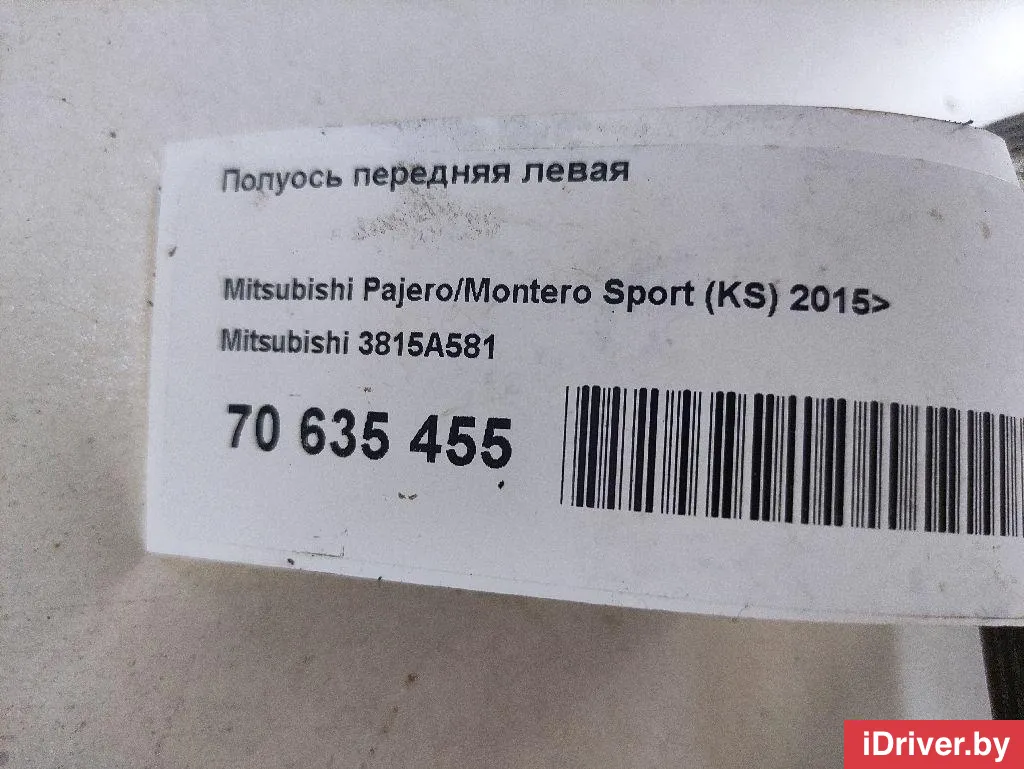 Полуось передняя левая
Mitsubishi Pajero/Montero Sport (KS) 2015>
Mitsubishi 3815A581
70 635 455
iDriver.by